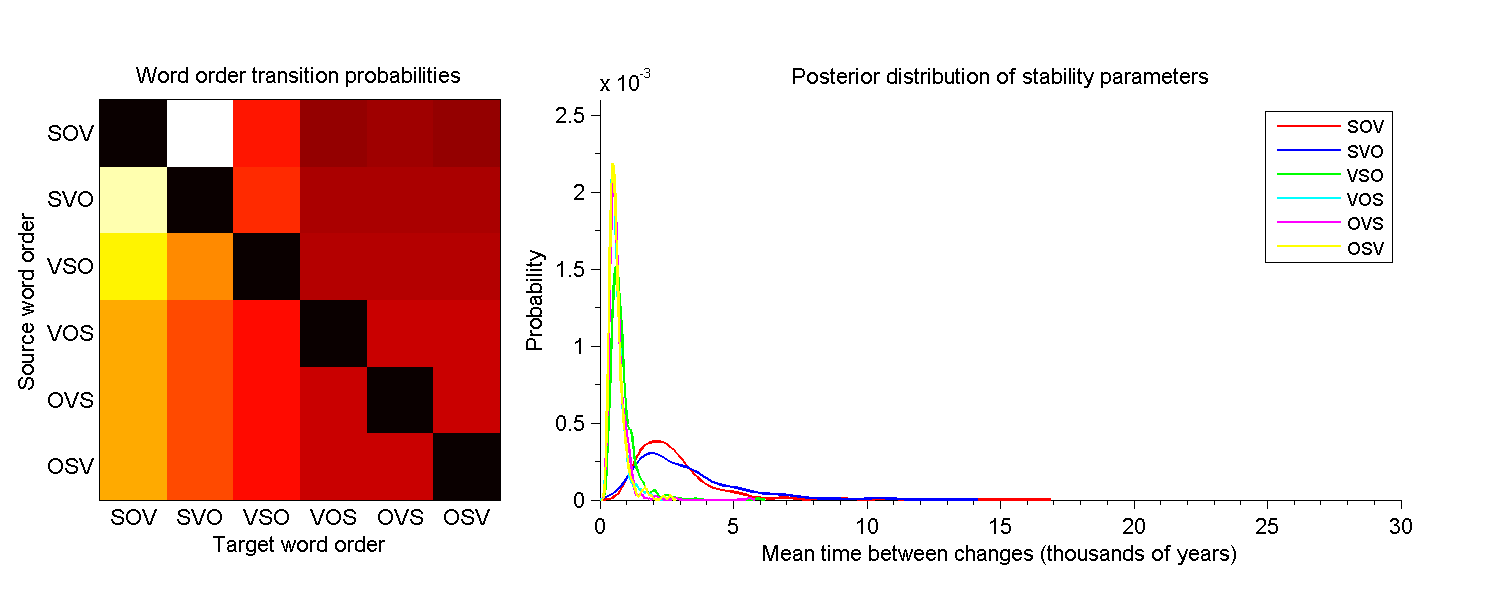 Word order transition probabilities
SOV
SVO
VSO
VOS
OVS
OSV
Source word order
SOV SVO VSO VOS OVS OSV
Target word order
x 10-3
Posterior distribution of stability parameters
2.5
2
1.5
1
0.5
0
Probability
0 5 10 15 20 25 30
Mean time between changes (thousands of years)
SOV
SVO
VSO
VOS
OVS
OSV